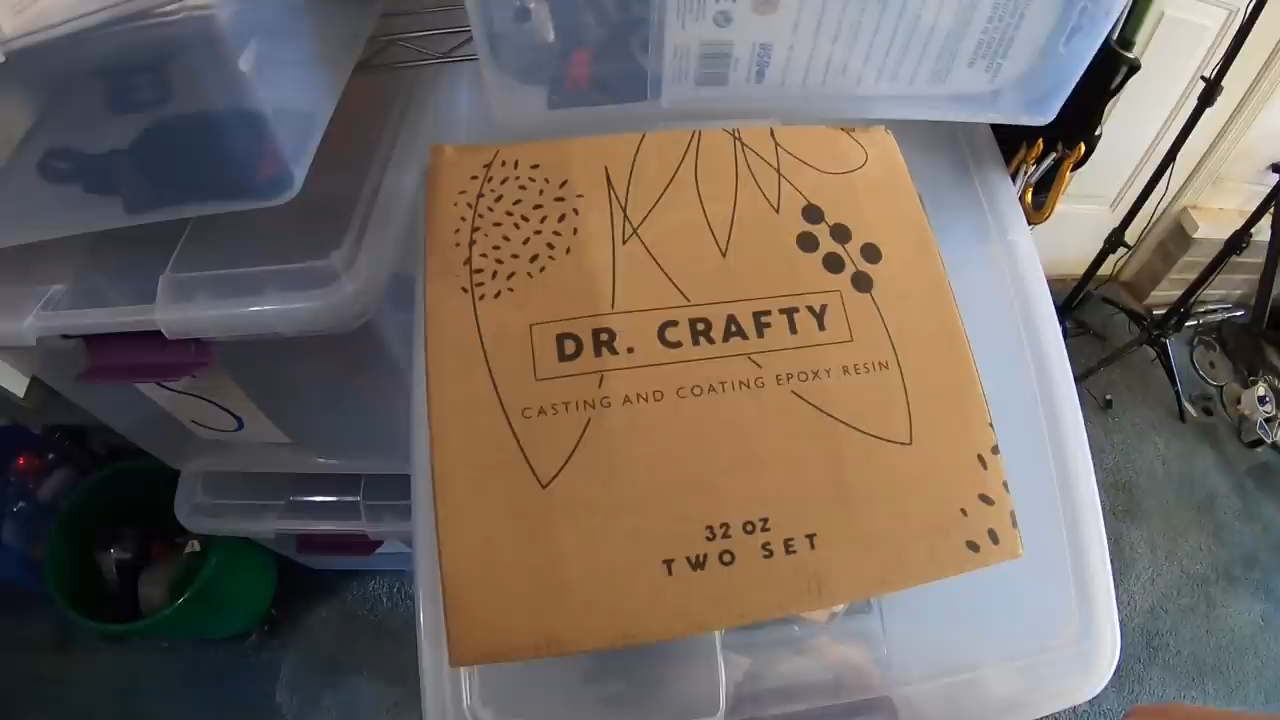 DR. CRAFTY
CASTING AND COATING EPOXY RESIN
32 OZ
TWO SET